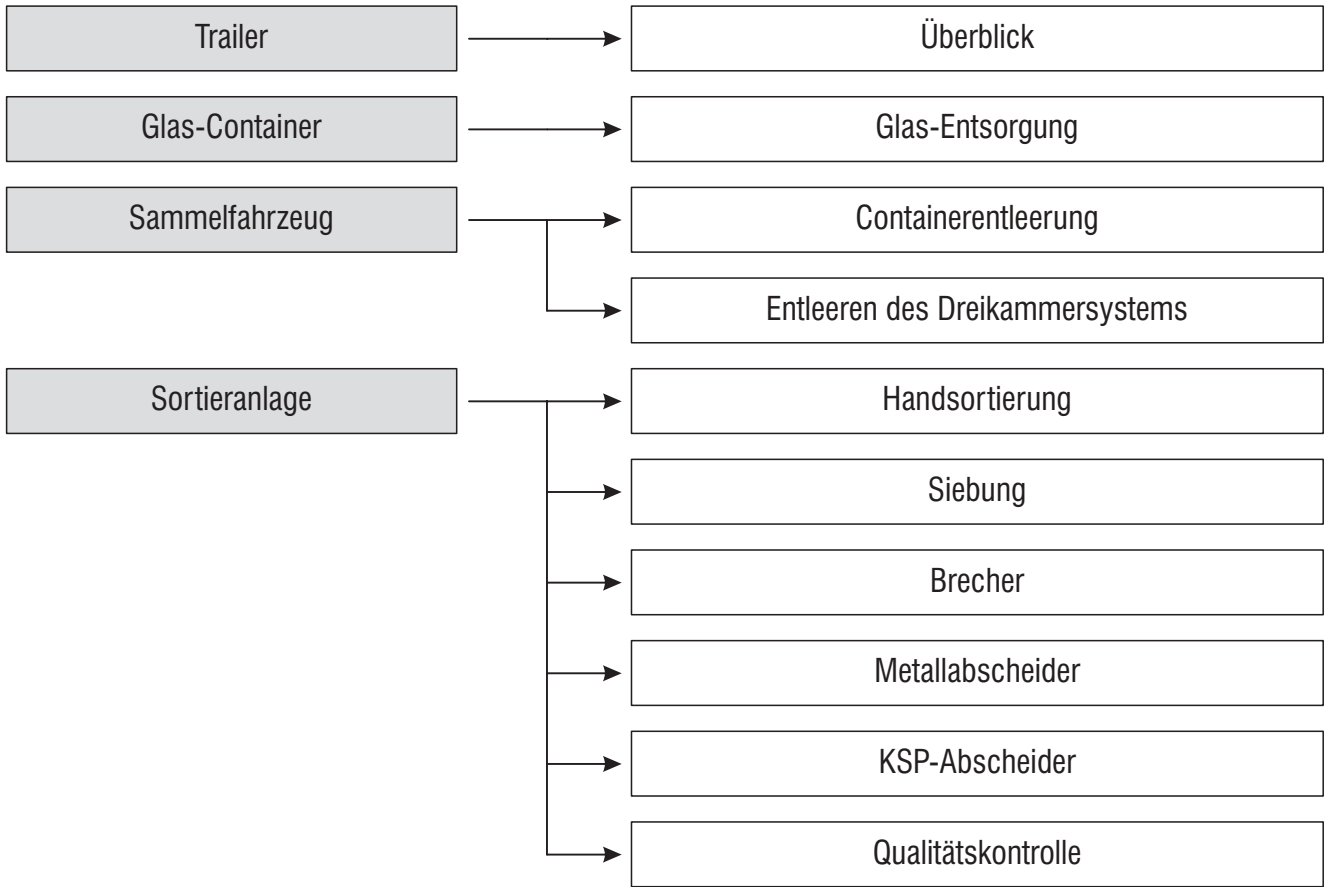 Trailer
Überblick
Glas-Container
Glas-Entsorgung
Sammelfahrzeug
Containerentleerung
Entleeren des Dreikammersystems
Sortieranlage
Handsortierung
Siebung
Brecher
Metallabscheider
KSP-Abscheider
Qualitätskontrolle